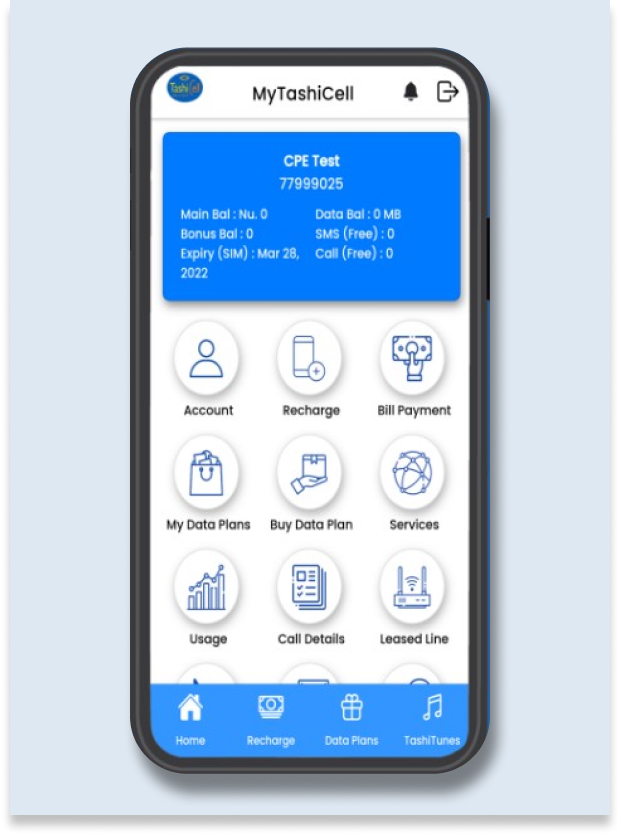 TashiCell
MyTashiCell
CPE Test
77999025
Main Bal : Nu. 0
Data Bal : 0 MB
Bonus Bal : 0
SMS (Free) : 0
Expiry (SIM) : Mar 28,
2022
Call (Free) : 0
Account
Recharge
Bill Payment
My Data Plans
Buy Data Plan
Services
Usage
Call Details
Leased Line
Home
Recharge
Data Plans
TashiTunes